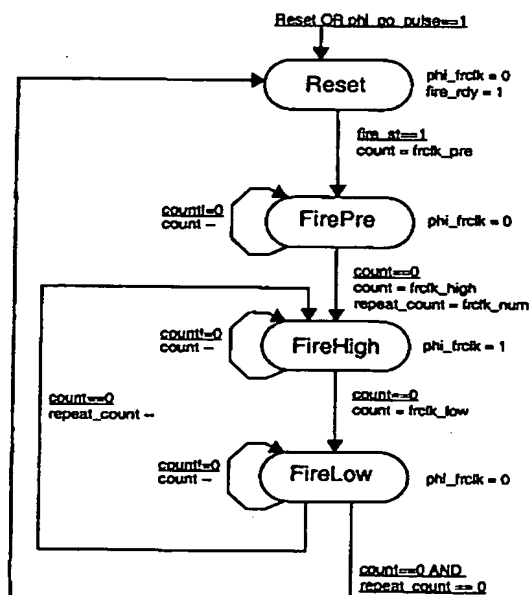 Reset OR phi_po_pulse==1
Reset
phi_frclk = 0
fire_rdy = 1
fire_st==1
count = frclk_pre
count!=0
count --
FirePre
phi_frclk = 0
count==0
count = frclk_high
repeat_count = frclk_num
count!=0
count --
FireHigh
phi_frclk = 1
count==0
repeat_count --
count==0
count = frclk_low
count!=0
count --
FireLow
phi_frclk = 0
count==0 AND
repeat_count == 0